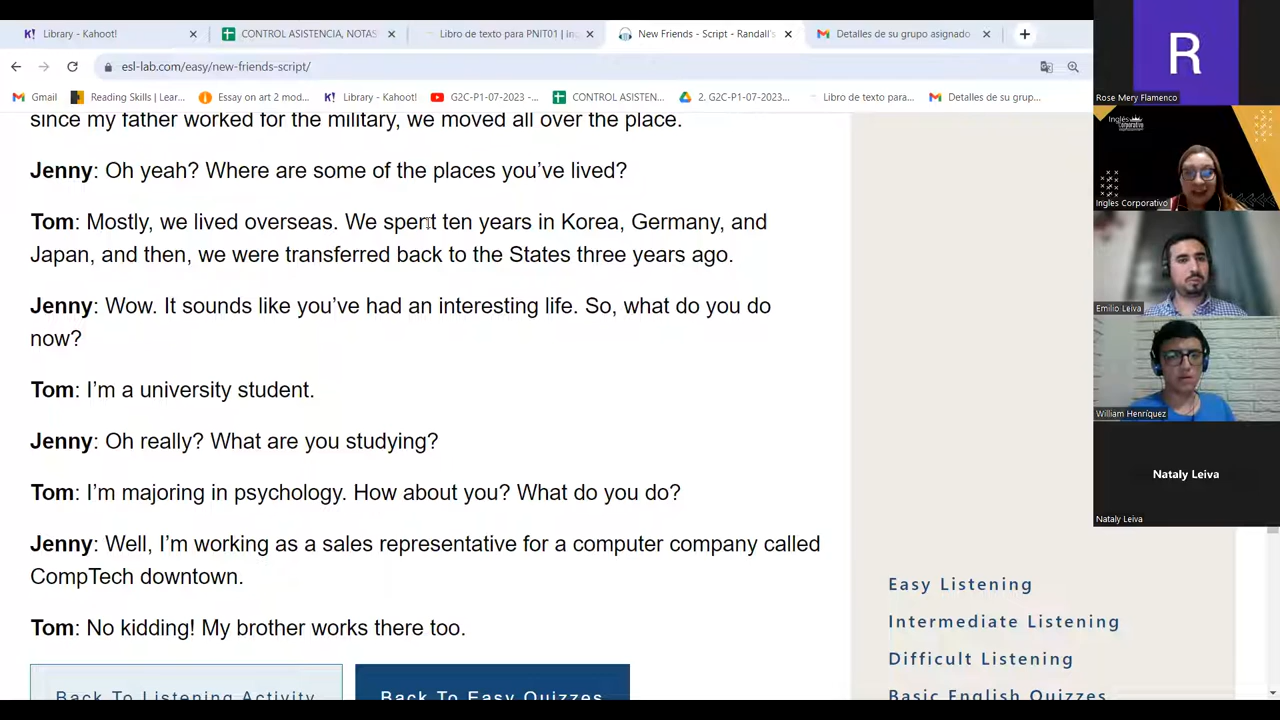 Library - Kahoot!
CONTROL ASISTENCIA, NOTAS
Libro de texto para PNIT01 | in
New Friends - Script - Randall's
Detalles de su grupo asignado
esl-lab.com/easy/new-friends-script/
Gmail
Reading Skills | Lear...
Essay on art 2 mod...
Library - Kahoot!
G2C-P1-07-2023 -...
CONTROL ASISTEN...
2. G2C-P1-07-2023...
Libro de texto para...
Detalles de su grup...
since my father worked for the military, we moved all over the place.
Jenny: Oh yeah? Where are some of the places you’ve lived?
Tom: Mostly, we lived overseas. We spent ten years in Korea, Germany, and
Japan, and then, we were transferred back to the States three years ago.
Jenny: Wow. It sounds like you’ve had an interesting life. So, what do you do
now?
Tom: I’m a university student.
Jenny: Oh really? What are you studying?
Tom: I’m majoring in psychology. How about you? What do you do?
Jenny: Well, I’m working as a sales representative for a computer company called
CompTech downtown.
Tom: No kidding! My brother works there too.
Back To Listening Activity
Back To Easy Quizzes
Easy Listening
Intermediate Listening
Difficult Listening
Basic English Quizzes
R
Rose Mery Flamenco
Inglés
Corporativo
Ingles Corporativo
Emilio Leiva
William Henríquez
Nataly Leiva
Nataly Leiva